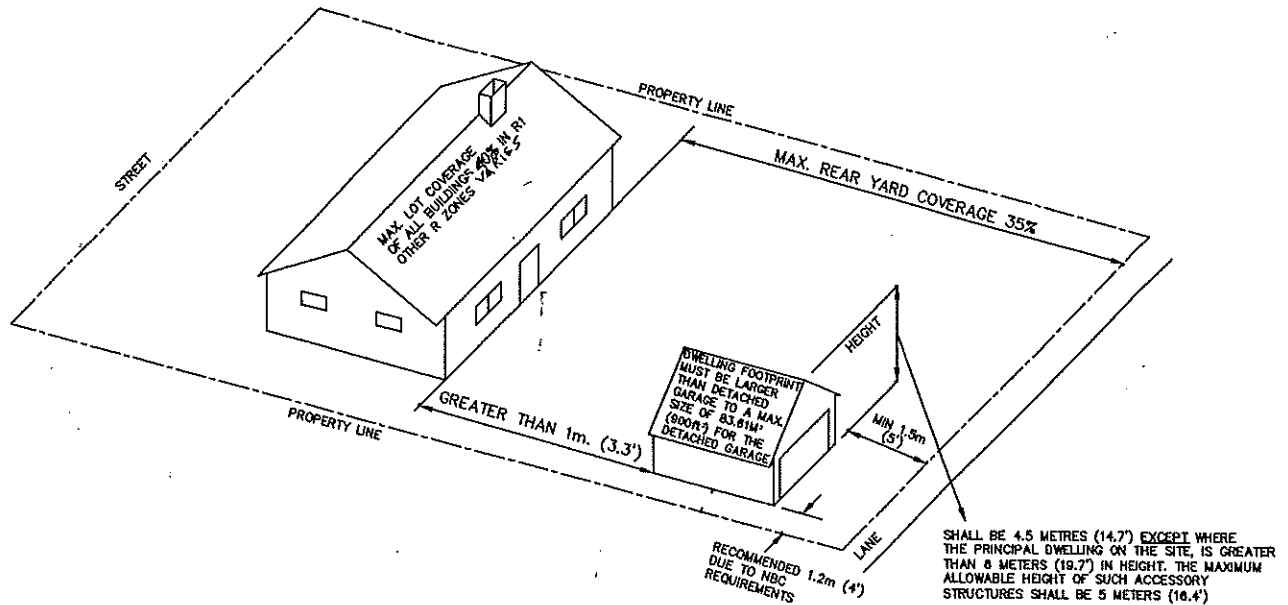 PROPERTY LINE
STREET
MAX. LOT COVERAGE
OF ALL BUILDINGS 40% IN R1
OTHER R ZONES VARIES
MAX. REAR YARD COVERAGE 35%
HEIGHT
DWELLING FOOTPRINT
MUST BE LARGER
THAN DETACHED
GARAGE TO A MAX.
SIZE OF 83.61M²
(900ft²) FOR THE
DETACHED GARAGE
GREATER THAN 1m. (3.3')
PROPERTY LINE
MIN 1.5m
(5')
LANE
RECOMMENDED 1.2m (4')
DUE TO NBC
REQUIREMENTS
SHALL BE 4.5 METRES (14.7') EXCEPT WHERE
THE PRINCIPAL DWELLING ON THE SITE, IS GREATER
THAN 6 METERS (19.7') IN HEIGHT. THE MAXIMUM
ALLOWABLE HEIGHT OF SUCH ACCESSORY
STRUCTURES SHALL BE 5 METERS (16.4')